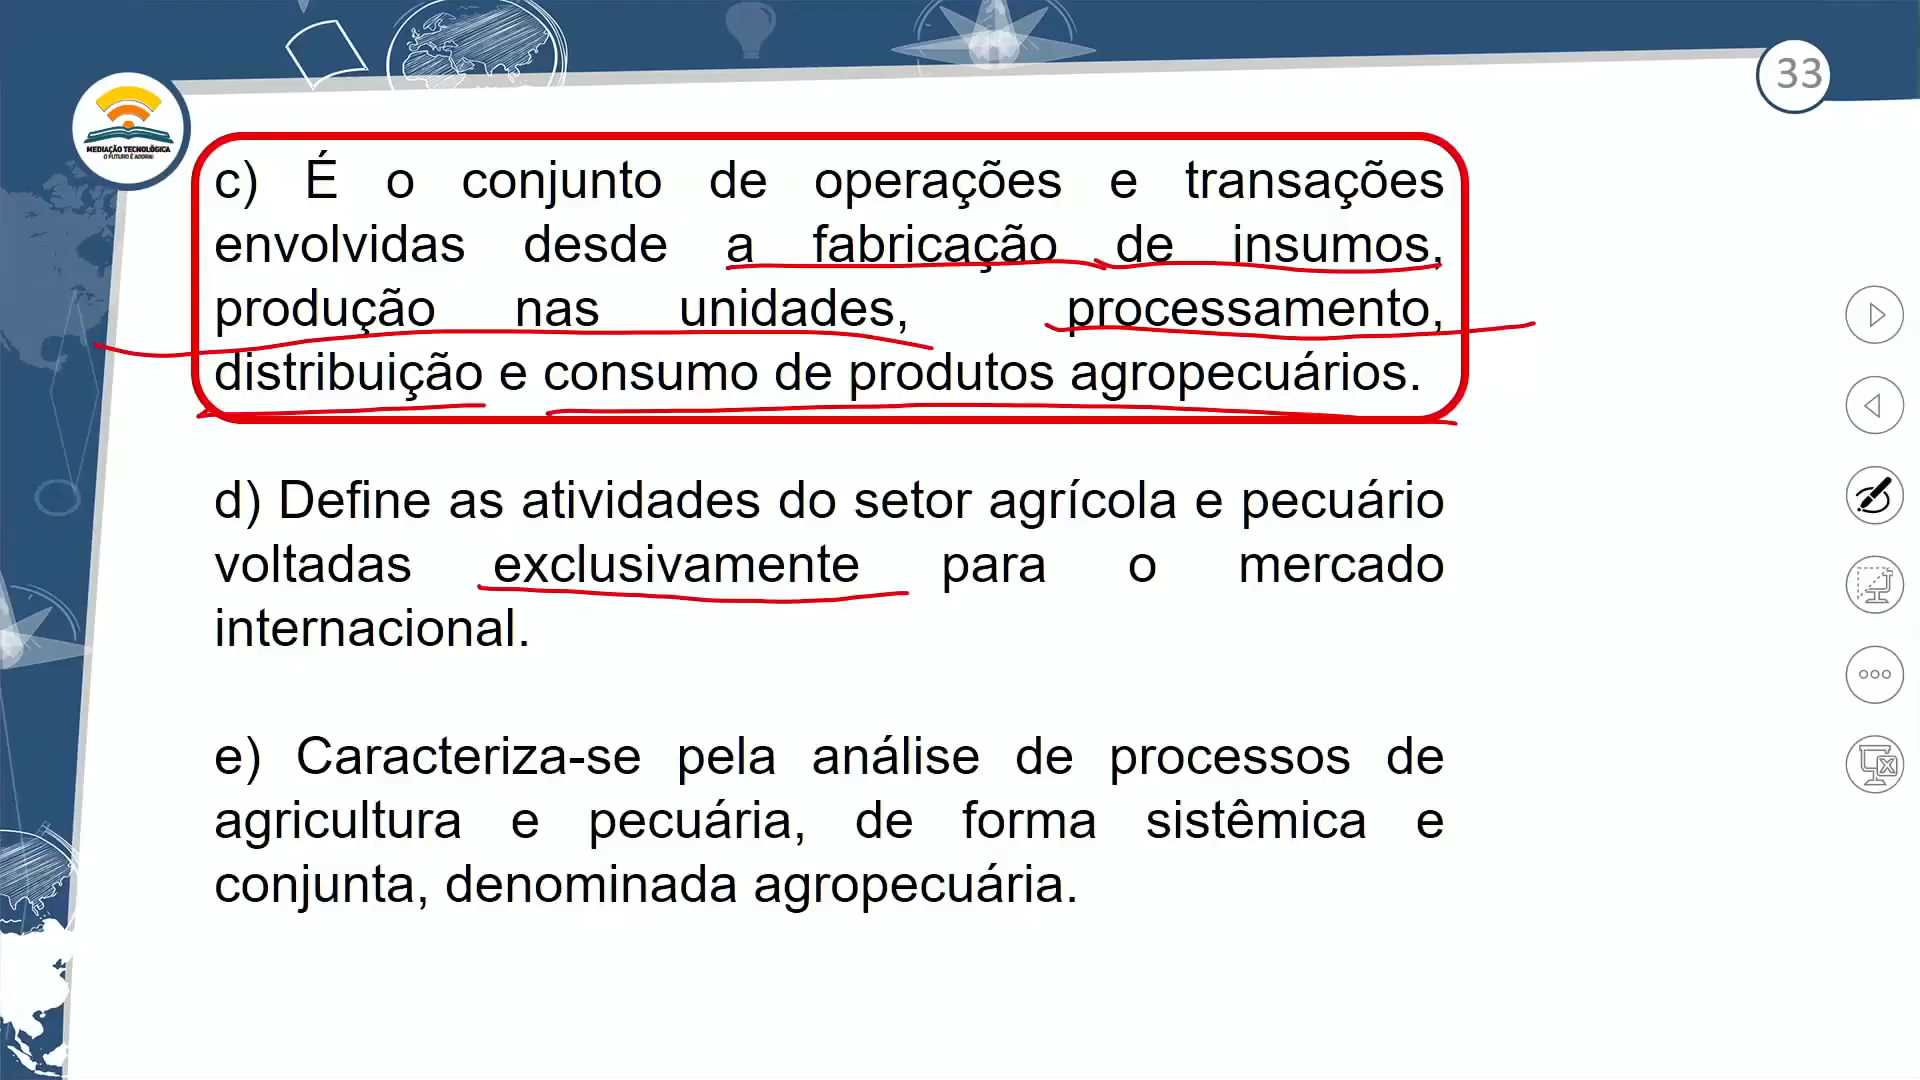 33
MEDIAÇÃO TECNOLÓGICA
O FUTURO É AGORA!
c) É o conjunto de operações e transações
envolvidas desde a fabricação de insumos,
produção nas unidades, processamento,
distribuição e consumo de produtos agropecuários.
d) Define as atividades do setor agrícola e pecuário
voltadas exclusivamente para o mercado
internacional.
e) Caracteriza-se pela análise de processos de
agricultura e pecuária, de forma sistêmica e
conjunta, denominada agropecuária.